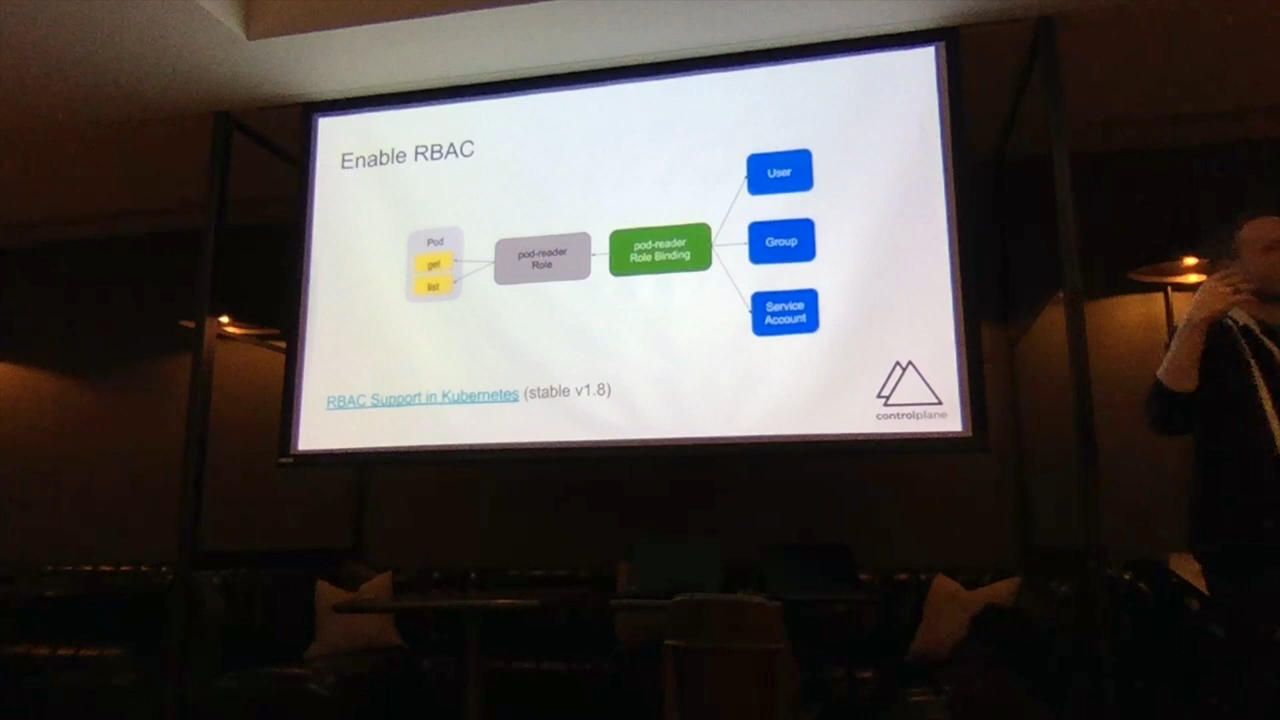 Enable RBAC
User
Pod
get
list
pod-reader
Role
pod-reader
Role Binding
Group
Service
Account
RBAC Support in Kubernetes (stable v1.8)
controlplane